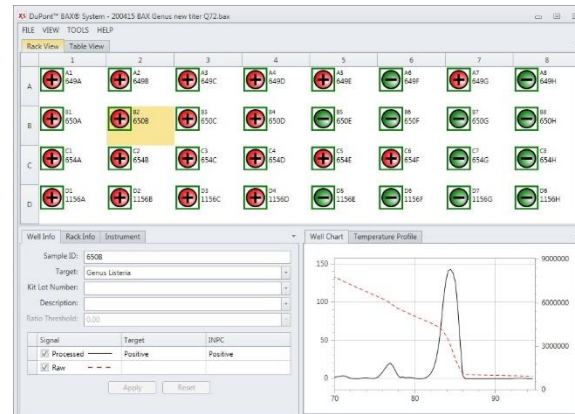 DuPont™ BAX® System - 200415 BAX Genus new titer Q72.bax
FILE VIEW TOOLS HELP
Rack View Table View
1 2 3 4 5 6 7 8
A
A1 A2 A3 A4 A5 A6 A7 A8
649A 649B 649C 649D 649E 649F 649G 649H
B
B1 B2 B3 B4 B5 B6 B7 B8
650A 650B 650C 650D 650E 650F 650G 650H
C
C1 C2 C3 C4 C5 C6 C7 C8
654A 654B 654C 654D 654E 654F 654G 654H
D
D1 D2 D3 D4 D5 D6 D7 D8
1156A 1156B 1156C 1156D 1156E 1156F 1156G 1156H
Well Info Rack Info Instrument
Sample ID: 650B
Target: Genus Listeria
Kit Lot Number:
Description:
Ratio Threshold: 0.00
Signal Target INPC
Processed Positive Positive
Raw
Apply Reset
Well Chart Temperature Profile
150 9000000
100 6000000
50 3000000
0 0
70 80 90